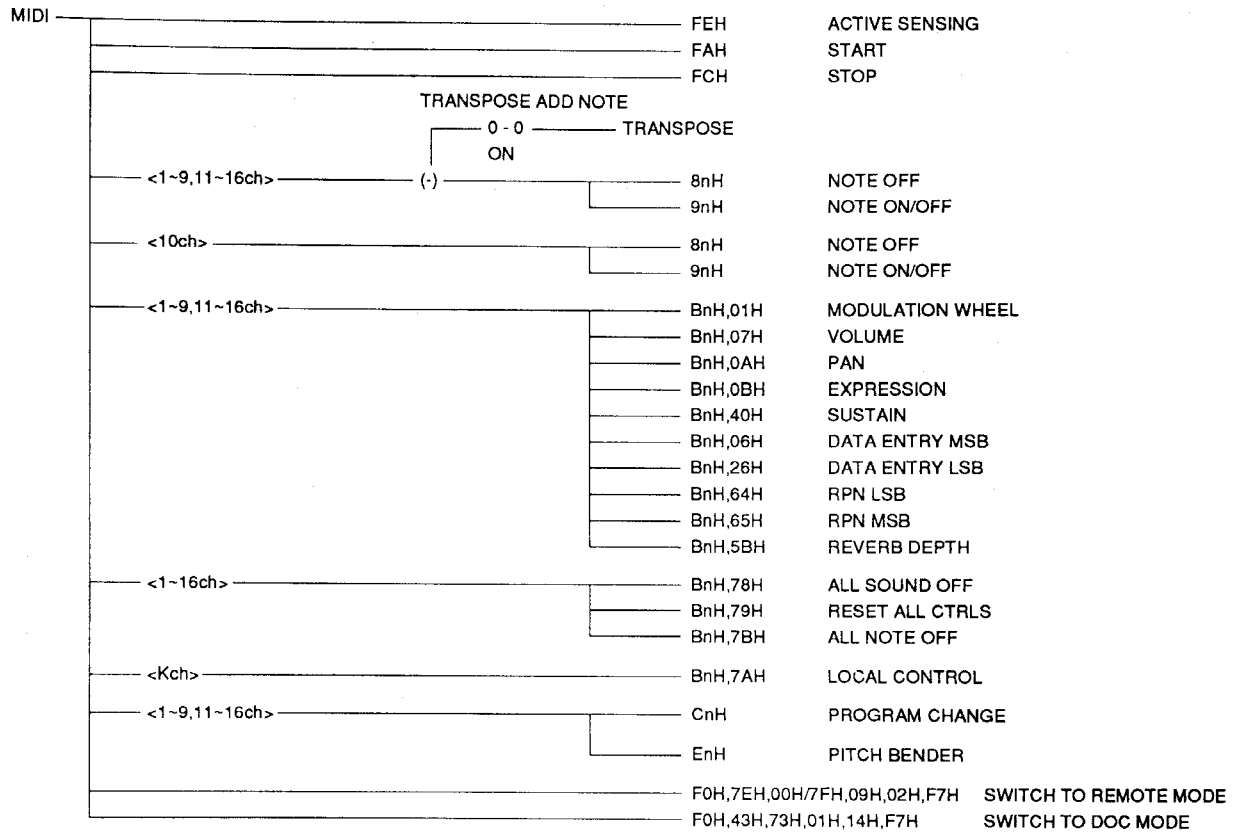 MIDI
FEH ACTIVE SENSING
FAH START
FCH STOP
TRANSPOSE ADD NOTE
0 - 0 TRANSPOSE
ON
<1~9,11~16ch> (-) 8nH NOTE OFF
9nH NOTE ON/OFF
<10ch> 8nH NOTE OFF
9nH NOTE ON/OFF
<1~9,11~16ch> BnH,01H MODULATION WHEEL
BnH,07H VOLUME
BnH,0AH PAN
BnH,0BH EXPRESSION
BnH,40H SUSTAIN
BnH,06H DATA ENTRY MSB
BnH,26H DATA ENTRY LSB
BnH,64H RPN LSB
BnH,65H RPN MSB
BnH,5BH REVERB DEPTH
<1~16ch> BnH,78H ALL SOUND OFF
BnH,79H RESET ALL CTRLS
BnH,7BH ALL NOTE OFF
<Kch> BnH,7AH LOCAL CONTROL
<1~9,11~16ch> CnH PROGRAM CHANGE
EnH PITCH BENDER
F0H,7EH,00H/7FH,09H,02H,F7H SWITCH TO REMOTE MODE
F0H,43H,73H,01H,14H,F7H SWITCH TO DOC MODE